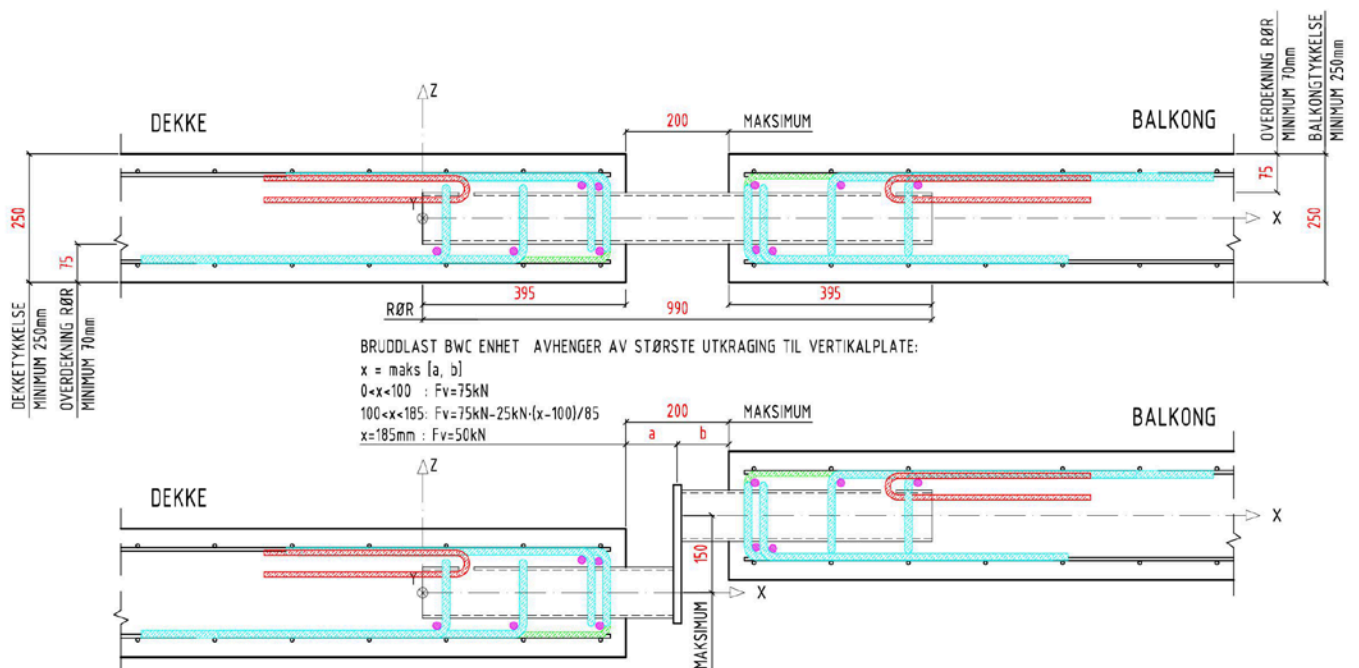 Z
DEKKE
200
MAKSIMUM
BALKONG
OVERDEKNING RØR
MINIMUM 70mm
BALKONGTYKKELSE
MINIMUM 250mm
75
250
Y
X
250
75
395
395
990
RØR
DEKKETYKKELSE
MINIMUM 250mm
OVERDEKNING RØR
MINIMUM 70mm
BRUDDLAST BWC ENHET AVHENGER AV STØRSTE UTKRAGING TIL VERTIKALPLATE:
x = maks [a, b]
0<x<100 : Fv=75kN
100<x<185: Fv=75kN-25kN·(x-100)/85
x=185mm : Fv=50kN
200
MAKSIMUM
a
b
BALKONG
Z
DEKKE
X
150
Y
X
MAKSIMUM